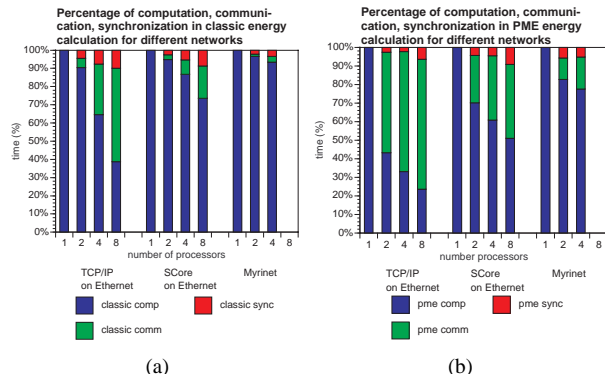 Percentage of computation, communi-
cation, synchronization in classic energy
calculation for different networks
100%
90%
80%
70%
60%
50%
40%
30%
20%
10%
0%
time (%)
1 2 4 8 1 2 4 8 1 2 4 8
number of processors
TCP/IP on Ethernet
SCore on Ethernet
Myrinet
classic comp
classic sync
classic comm
(a)
Percentage of computation, communi-
cation, synchronization in PME energy
calculation for different networks
100%
90%
80%
70%
60%
50%
40%
30%
20%
10%
0%
time (%)
1 2 4 8 1 2 4 8 1 2 4 8
number of processors
TCP/IP on Ethernet
SCore on Ethernet
Myrinet
pme comp
pme sync
pme comm
(b)